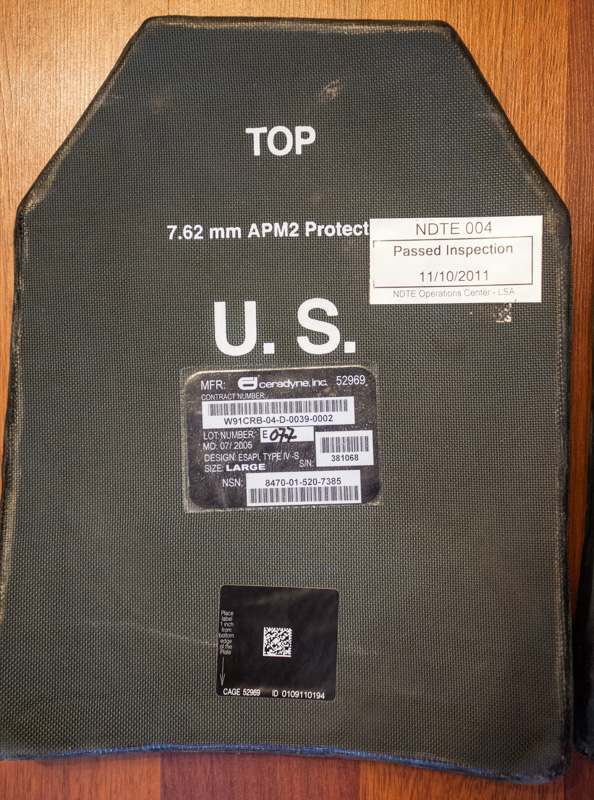 TOP
7.62 mm APM2 Protect
NDTE 004
Passed Inspection
11/10/2011
NDTE Operations Center - LSA
U. S.
MFR: ceradyne, inc. 52969
CONTRACT NUMBER:
W91CRB-04-D-0039-0002
LOT NUMBER: E 077
MD: 07/ 2005
DESIGN: ESAPI, TYPE IV -S
SIZE: LARGE
S/N: 381068
NSN: 8470-01-520-7385
Place
label
1 inch
from
bottom
edge
of the
Plate
CAGE 52969 ID 0109110194